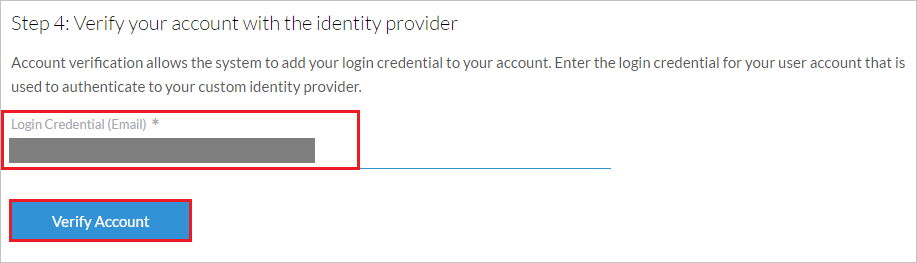 Step 4: Verify your account with the identity provider
Account verification allows the system to add your login credential to your account. Enter the login credential for your user account that is
used to authenticate to your custom identity provider.
Login Credential (Email) *
Verify Account